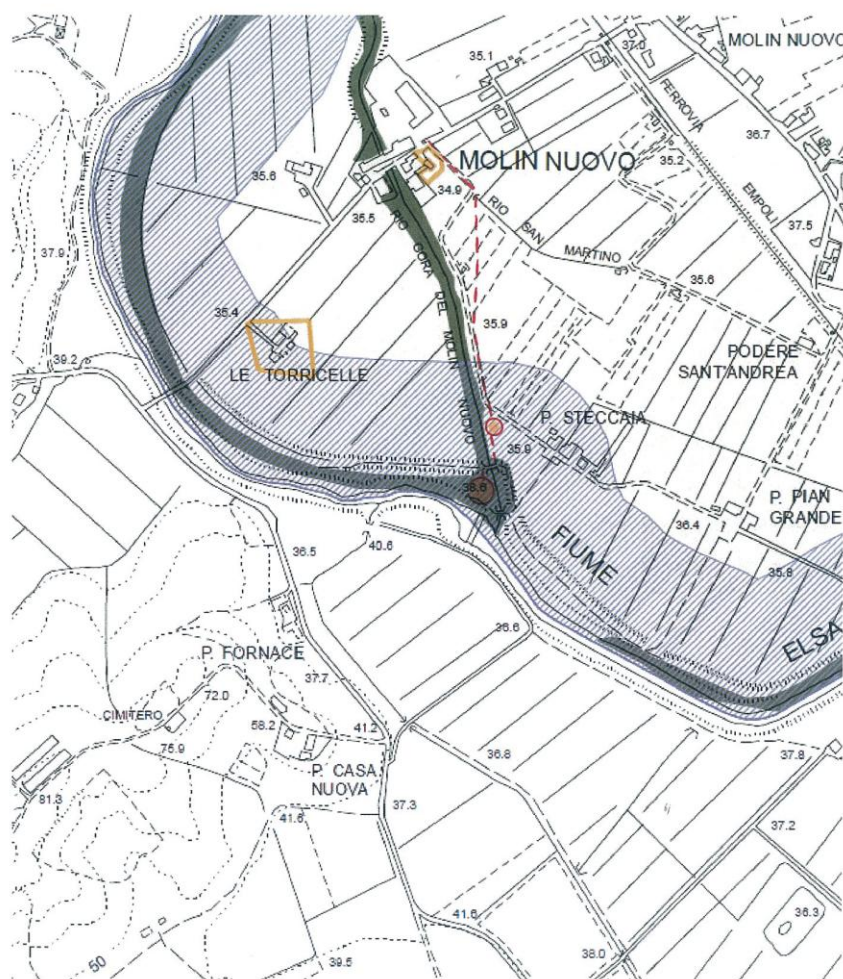 MOLIN NUOVO
37.0
35.1
FERROVIA
36.7
35.2
MOLIN NUOVO
35.6
34.9
37.5
EMPOLI
36.5
RIO SAN MARTINO
RIO GORA DEL MOLIN NUOVO
37.9
35.6
35.4
35.9
PODERE
SANT'ANDREA
39.2
LE TORRICELLE
P. STECCAIA
35.9
38.6
P. PIAN
GRANDE
36.4
FIUME
ELSA
36.5
40.6
35.8
38.6
P. FORNACE
37.7
72.0
CIMITERO
58.2
41.2
75.9
36.8
37.8
P. CASA
NUOVA
81.3
41.6
37.3
37.2
41.6
36.3
50
39.5
38.0